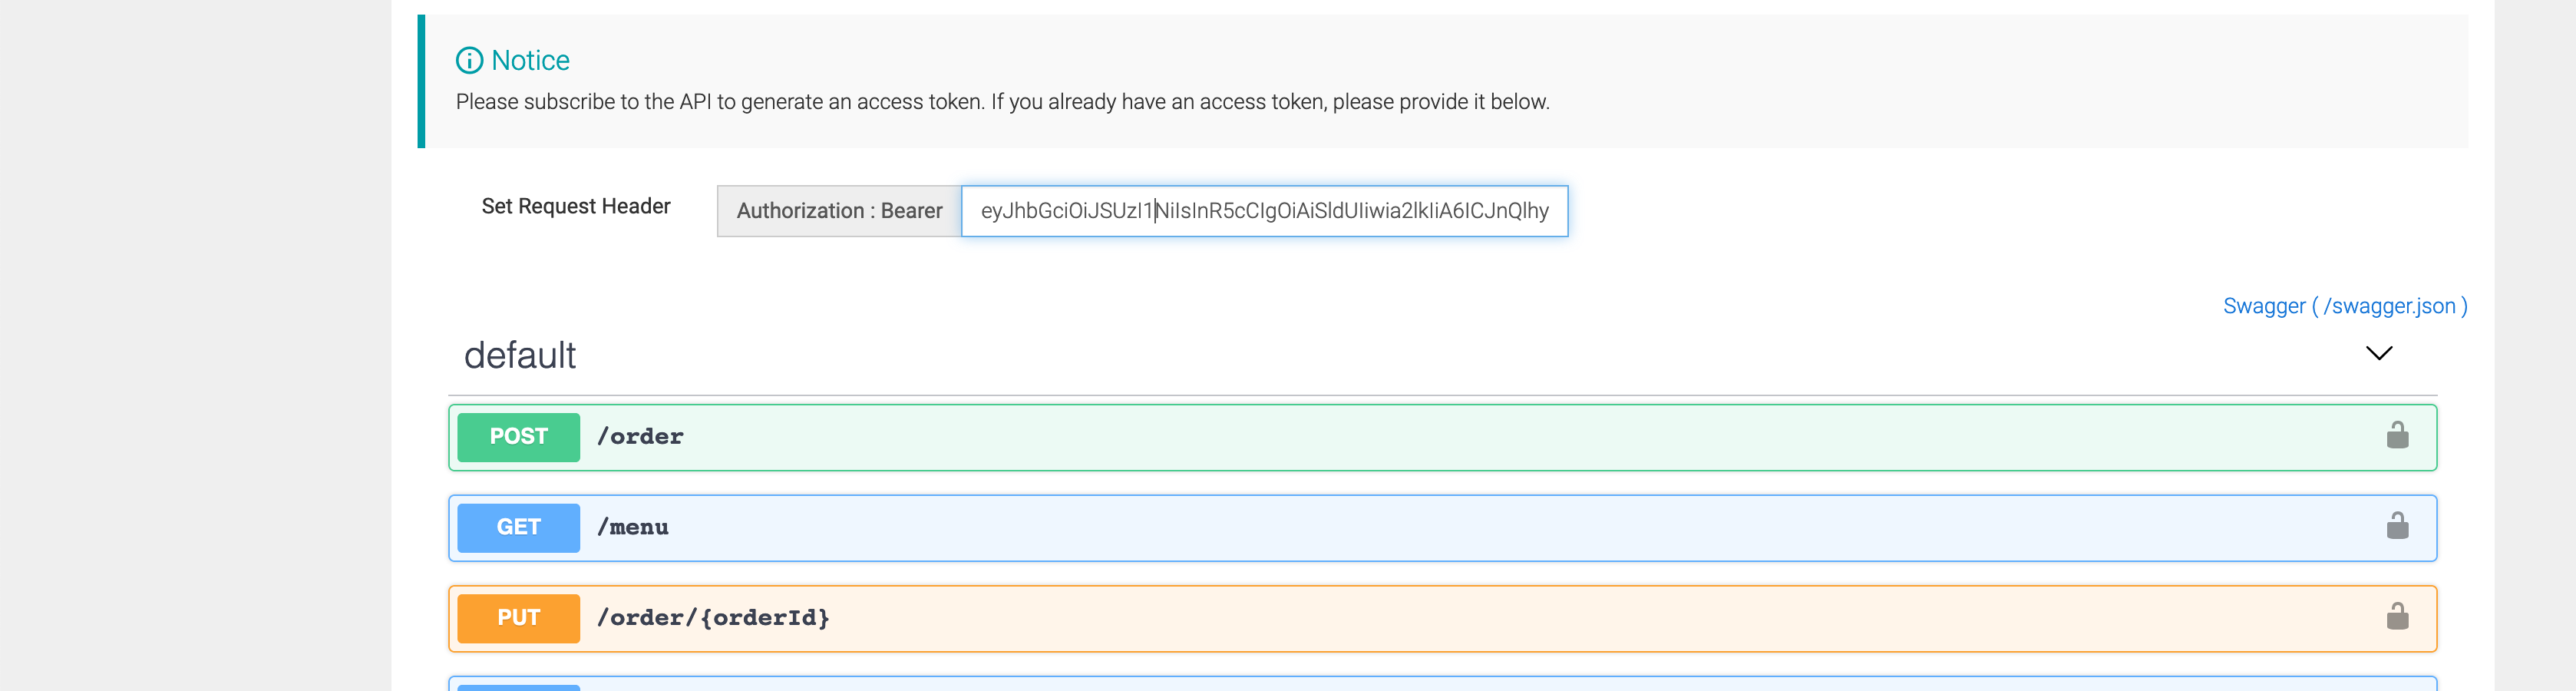 Notice
Please subscribe to the API to generate an access token. If you already have an access token, please provide it below.
Set Request Header
Authorization : Bearer
eyJhbGciOiJSUzI1NiIsInR5cCIgOiAiSldUIiwia2lkIiA6ICJnQlhy
Swagger ( /swagger.json )
default
POST /order
GET /menu
PUT /order/{orderId}